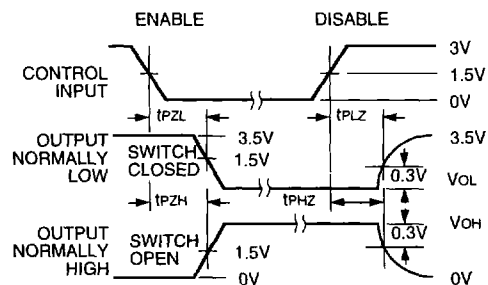 ENABLE DISABLE
3V
CONTROL INPUT 1.5V
0V
tPZL tPLZ
OUTPUT NORMALLY LOW
SWITCH CLOSED
3.5V
1.5V
3.5V
0.3V
VOL
tPZH tPHZ
OUTPUT NORMALLY HIGH
SWITCH OPEN
1.5V
0V
VOH
0.3V
0V